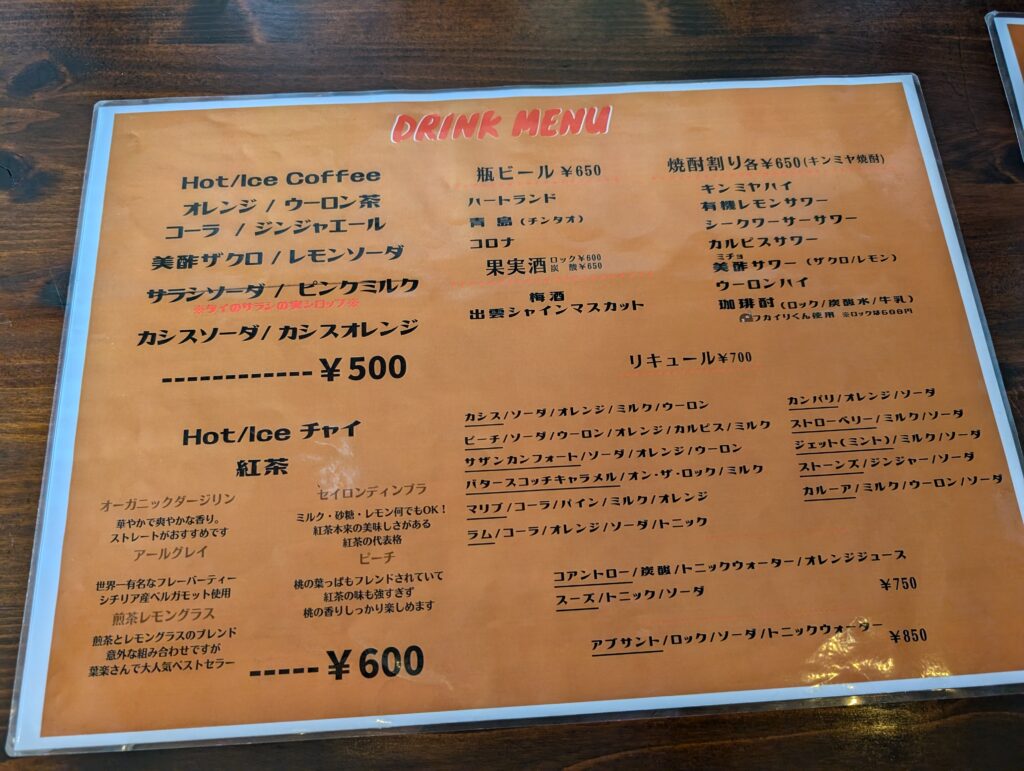 DRINK MENU
Hot/Ice Coffee
オレンジ / ウーロン茶
コーラ / ジンジャエール
美酢ザクロ / レモンソーダ
サラシソーダ / ピンクミルク
※タイのサラシの実シロップ※
カシスソーダ / カシスオレンジ
------------ ¥500
Hot/Ice チャイ
紅茶
オーガニックダージリン
華やかで爽やかな香り。
ストレートがおすすめです
アールグレイ
世界一有名なフレーバーティー
シチリア産ベルガモット使用
煎茶レモングラス
煎茶とレモングラスのブレンド
意外な組み合わせですが
葉楽さんで大人気ベストセラー
セイロンディンブラ
ミルク・砂糖・レモン何でもOK！
紅茶本来の美味しさがある
紅茶の代表格
ピーチ
桃の葉っぱもブレンドされていて
紅茶の味も強すぎず
桃の香りしっかり楽しめます
----- ¥600
瓶ビール ¥650
ハートランド
青島（チンタオ）
コロナ
果実酒 ロック¥600
炭酸¥650
梅酒
出雲シャインマスカット
焼酎割り各¥650(キンミヤ焼酎)
キンミヤハイ
有機レモンサワー
シークワーサーサワー
カルピスサワー
ミチョ
美酢サワー（ザクロ/レモン）
ウーロンハイ
珈琲酎（ロック/炭酸水/牛乳）
フカイリくん使用 ※ロックは600円
リキュール¥700
カシス/ソーダ/オレンジ/ミルク/ウーロン
ピーチ/ソーダ/ウーロン/オレンジ/カルピス/ミルク
サザンカンフォート/ソーダ/オレンジ/ウーロン
バタースコッチキャラメル/オン・ザ・ロック/ミルク
マリブ/コーラ/パイン/ミルク/オレンジ
ラム/コーラ/オレンジ/ソーダ/トニック
カンパリ/オレンジ/ソーダ
ストローベリー/ミルク/ソーダ
ジェット(ミント)/ミルク/ソーダ
ストーンズ/ジンジャー/ソーダ
カルーア/ミルク/ウーロン/ソーダ
コアントロー/炭酸/トニックウォーター/オレンジジュース
スーズ/トニック/ソーダ ¥750
アブサント/ロック/ソーダ/トニックウォーター ¥850